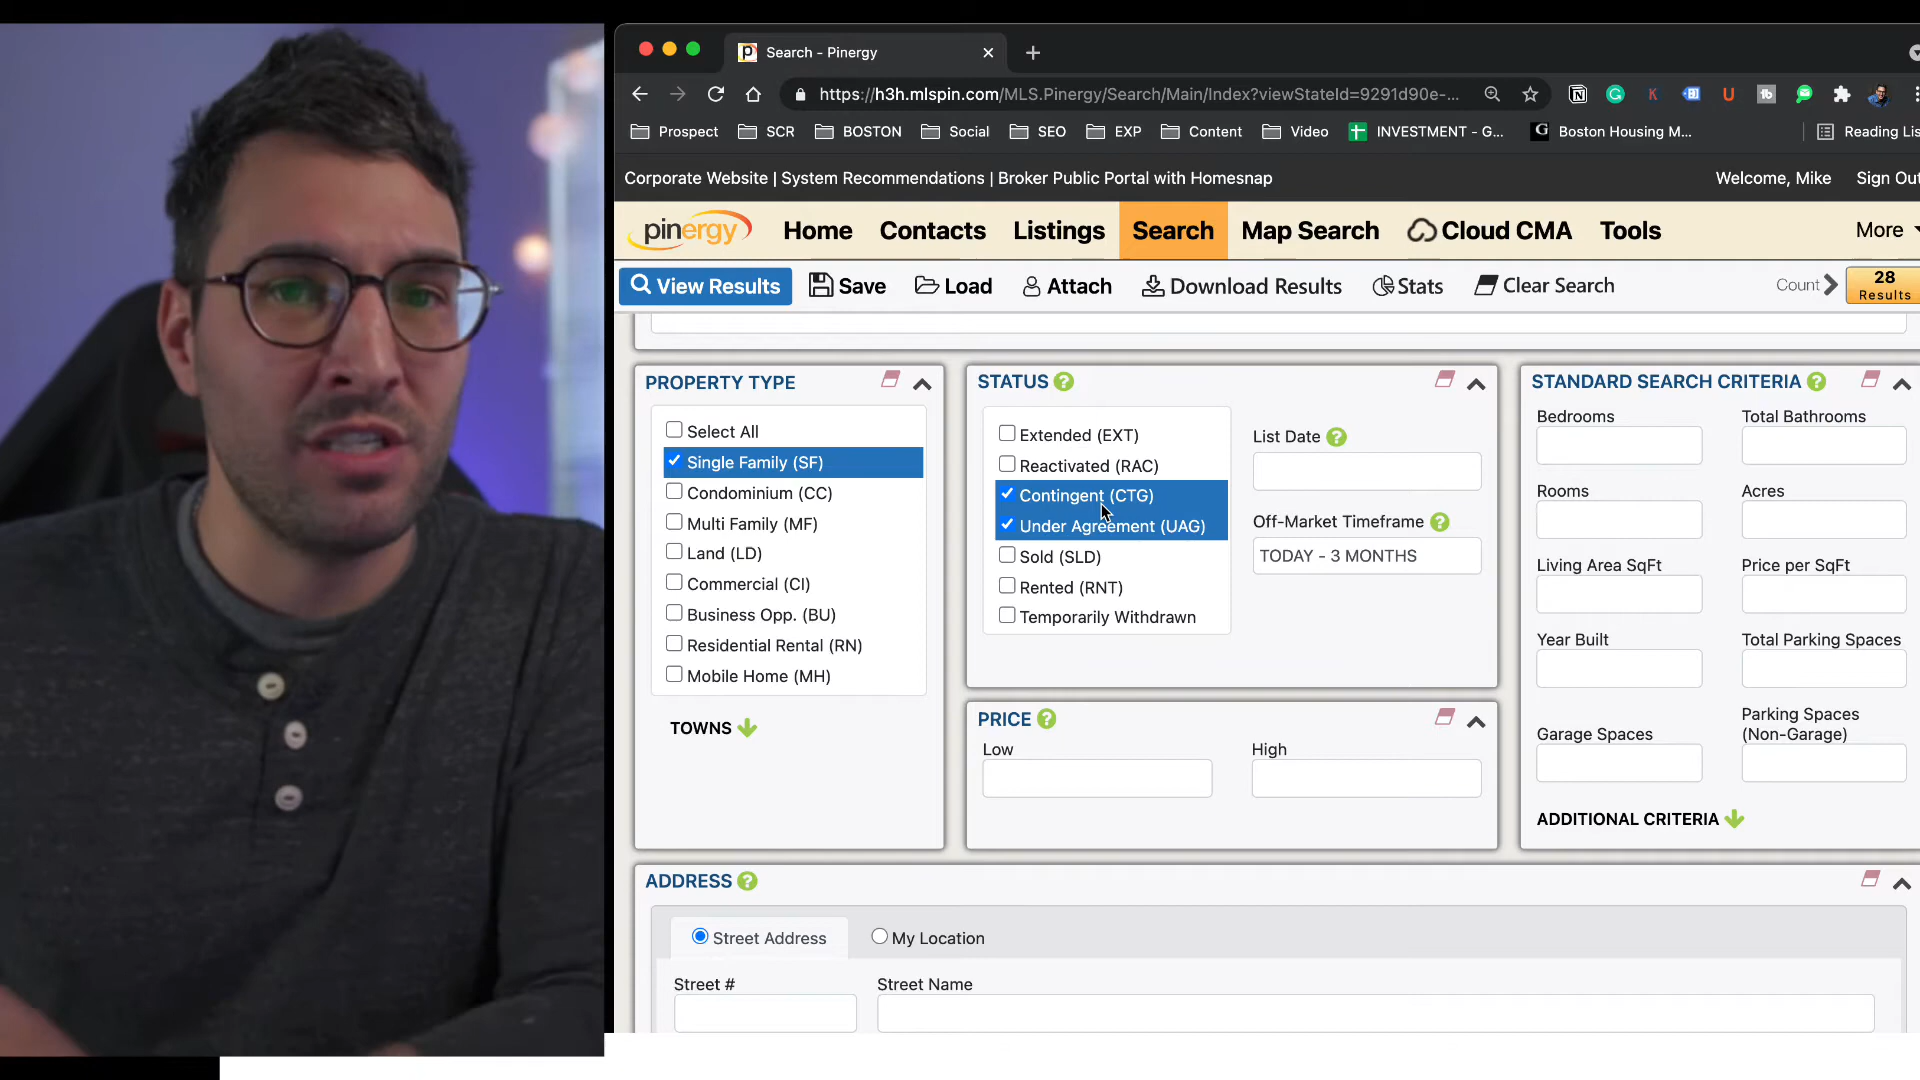 Search - Pinergy
https://h3h.mlspin.com/MLS.Pinergy/Search/Main/Index?viewStateId=9291d90e-...
Prospect SCR BOSTON Social SEO EXP Content Video INVESTMENT - G... Boston Housing M... Reading Lis
Corporate Website | System Recommendations | Broker Public Portal with Homesnap Welcome, Mike Sign Out
pinergy Home Contacts Listings Search Map Search Cloud CMA Tools More
View Results Save Load Attach Download Results Stats Clear Search Count 28 Results
PROPERTY TYPE
Select All
Single Family (SF)
Condominium (CC)
Multi Family (MF)
Land (LD)
Commercial (CI)
Business Opp. (BU)
Residential Rental (RN)
Mobile Home (MH)
TOWNS
STATUS ?
Extended (EXT)
Reactivated (RAC)
Contingent (CTG)
Under Agreement (UAG)
Sold (SLD)
Rented (RNT)
Temporarily Withdrawn
List Date ?
Off-Market Timeframe ?
TODAY - 3 MONTHS
PRICE ?
Low High
STANDARD SEARCH CRITERIA ?
Bedrooms Total Bathrooms
Rooms Acres
Living Area SqFt Price per SqFt
Year Built Total Parking Spaces
Garage Spaces Parking Spaces (Non-Garage)
ADDITIONAL CRITERIA
ADDRESS ?
Street Address My Location
Street # Street Name